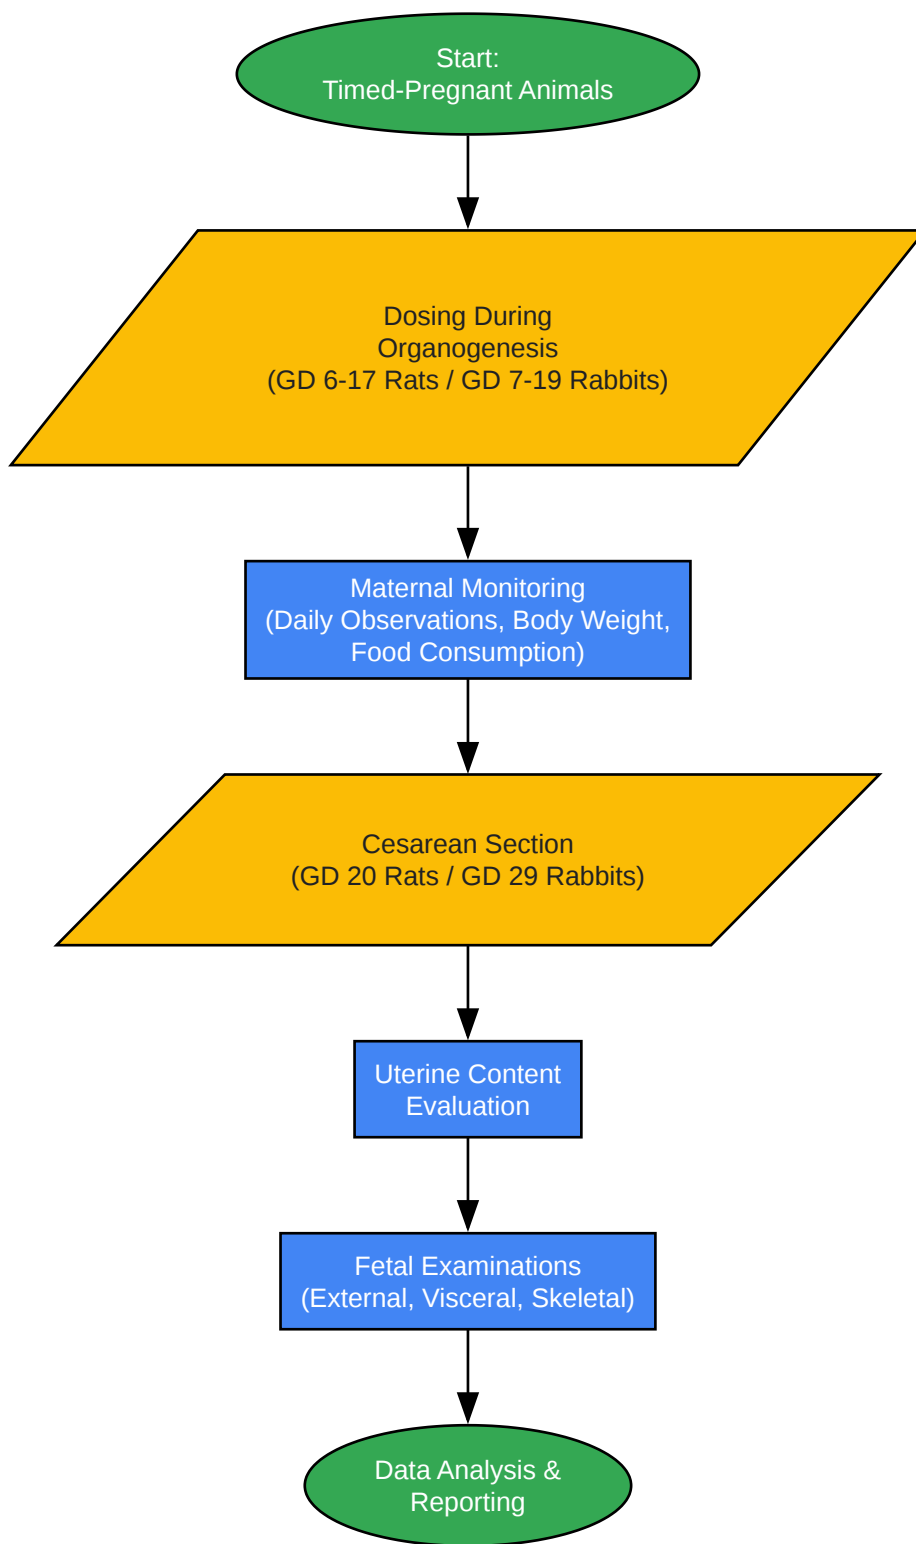 Start:
Timed-Pregnant Animals
Dosing During
Organogenesis
(GD 6-17 Rats / GD 7-19 Rabbits)
Maternal Monitoring
(Daily Observations, Body Weight,
Food Consumption)
Cesarean Section
(GD 20 Rats / GD 29 Rabbits)
Uterine Content
Evaluation
Fetal Examinations
(External, Visceral, Skeletal)
Data Analysis &
Reporting